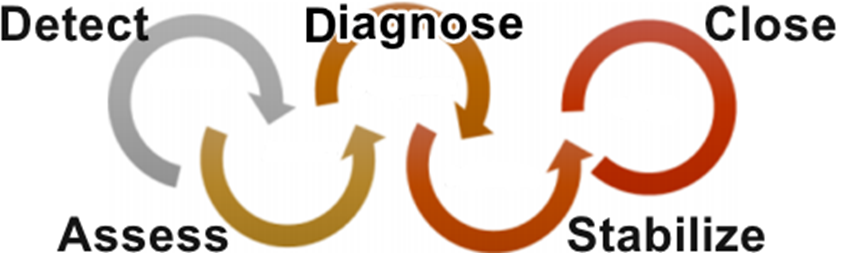 Detect
Assess
Diagnose
Stabilize
Close